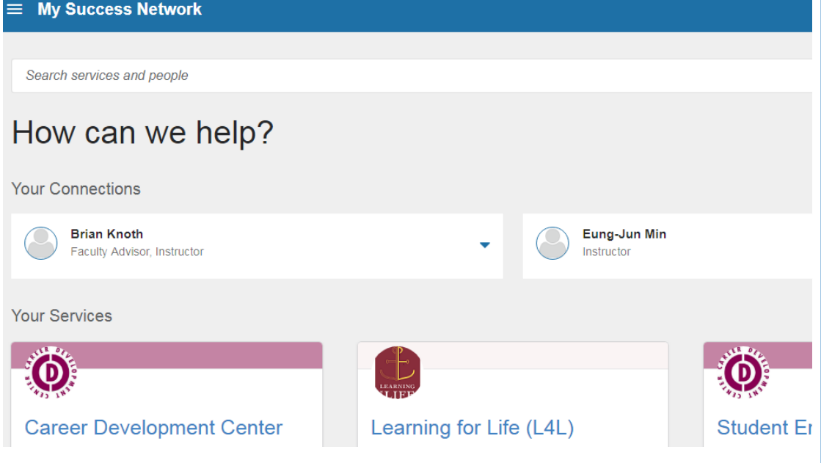 My Success Network
Search services and people
How can we help?
Your Connections
Brian Knoth
Faculty Advisor, Instructor
Eung-Jun Min
Instructor
Your Services
CAREER DEVELOPMENT CENTER
LEARNING
CAREER DEVELOPMENT CENTER
Career Development Center
Learning for Life (L4L)
Student